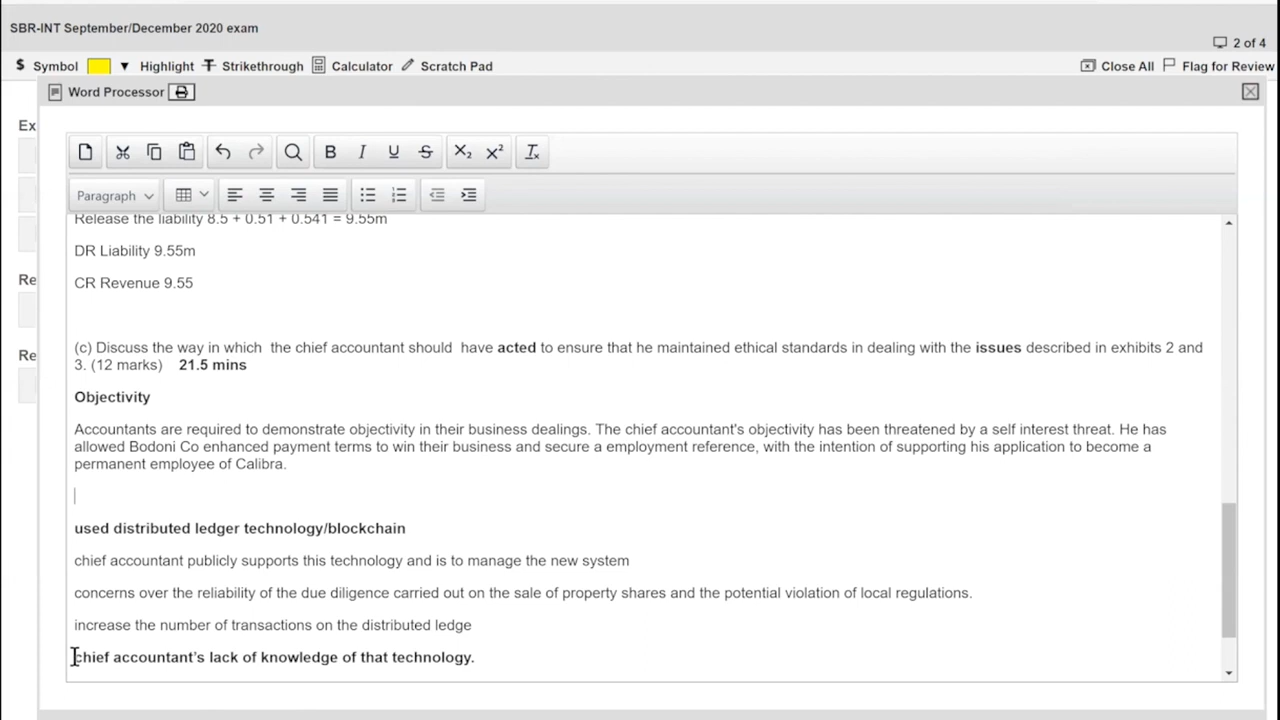 SBR-INT September/December 2020 exam
2 of 4
$ Symbol Highlight Strikethrough Calculator Scratch Pad Close All Flag for Review
Word Processor
Ex
B I U S X₂ X² Tx
Paragraph
Release the liability 8.5 + 0.51 + 0.541 = 9.55m
DR Liability 9.55m
Re
CR Revenue 9.55
(c) Discuss the way in which the chief accountant should have acted to ensure that he maintained ethical standards in dealing with the issues described in exhibits 2 and
Re
3. (12 marks) 21.5 mins
Objectivity
Accountants are required to demonstrate objectivity in their business dealings. The chief accountant's objectivity has been threatened by a self interest threat. He has
allowed Bodoni Co enhanced payment terms to win their business and secure a employment reference, with the intention of supporting his application to become a
permanent employee of Calibra.
used distributed ledger technology/blockchain
chief accountant publicly supports this technology and is to manage the new system
concerns over the reliability of the due diligence carried out on the sale of property shares and the potential violation of local regulations.
increase the number of transactions on the distributed ledge
chief accountant's lack of knowledge of that technology.